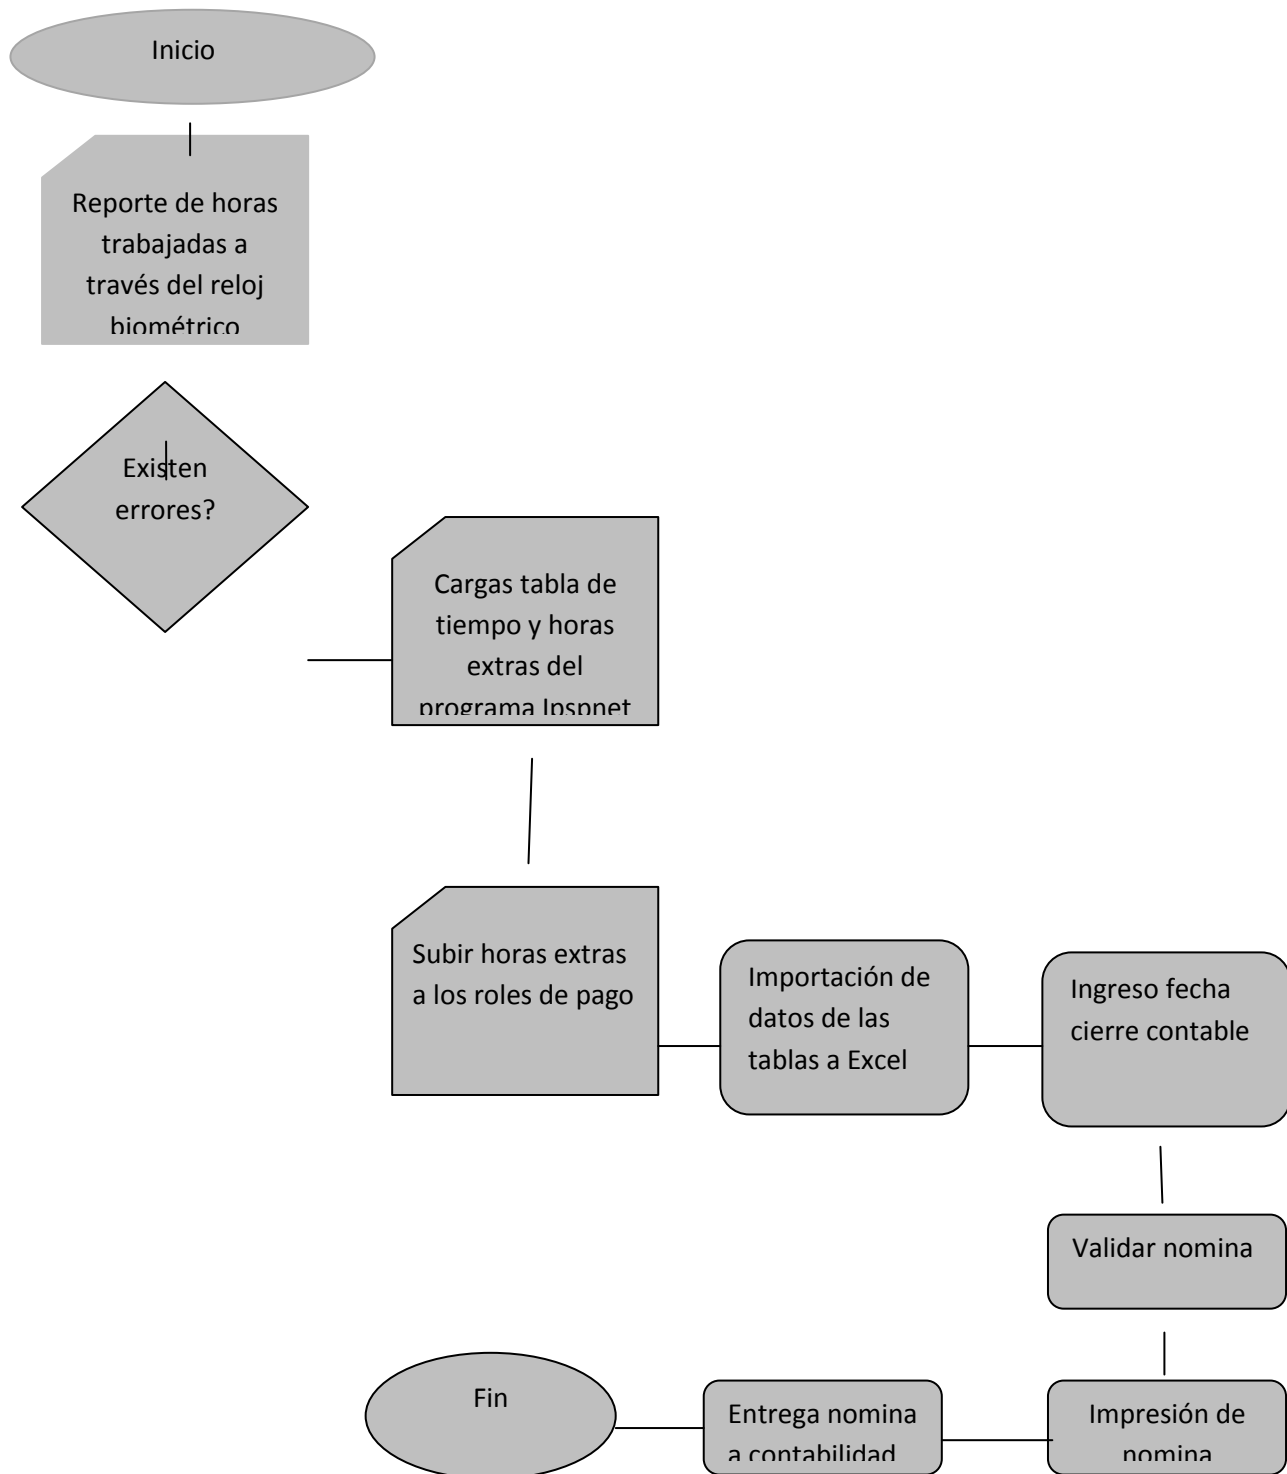 Inicio
Reporte de horas
trabajadas a
través del reloj
biométrico
Existen
errores?
Cargas tabla de
tiempo y horas
extras del
programa Ipspnet
Subir horas extras
a los roles de pago
Importación de
datos de las
tablas a Excel
Ingreso fecha
cierre contable
Validar nomina
Impresión de
nomina
Entrega nomina
a contabilidad
Fin